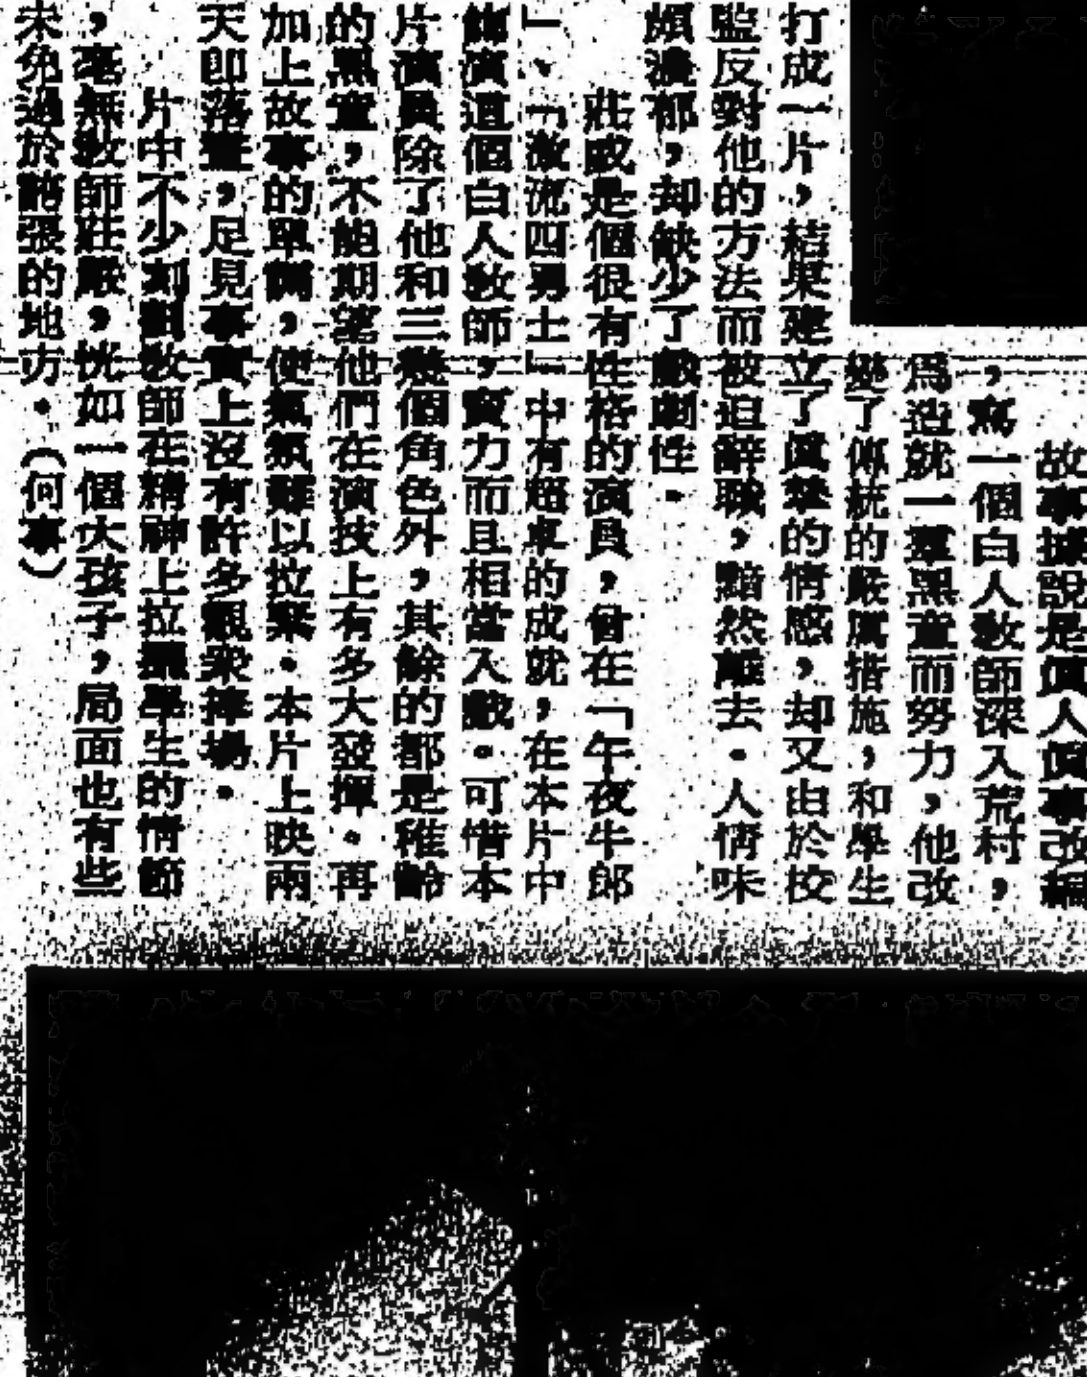 故事據說是真人真事改編
，寫一個白人教師深入荒村，
爲造就一羣黑童而努力，他改
變了傳統的嚴厲措施，和學生
打成一片，結果建立了眞摯的情感，却又由於校
監反對他的方法而被迫辭職，黯然離去。人情味
頗濃郁，却缺少了戲劇性。
莊威是個很有性格的演員，曾在「午夜牛郎
」、「激流四勇士」中有超卓的成就，在本片中
飾演這個白人教師，賣力而且相當入戲。可惜本
片演員除了他和三幾個角色外，其餘的都是稚齡
的黑童，不能期望他們在演技上有多大發揮。再
加上故事的單調，使氣氛難以拉緊。本片上映兩
天即落畫，足見事實上沒有許多觀衆捧場。
片中不少刻劃教師在精神上拉攏學生的情節
，毫無教師莊嚴，恍如一個大孩子，局面也有些
未免過於誇張的地方。（何事）